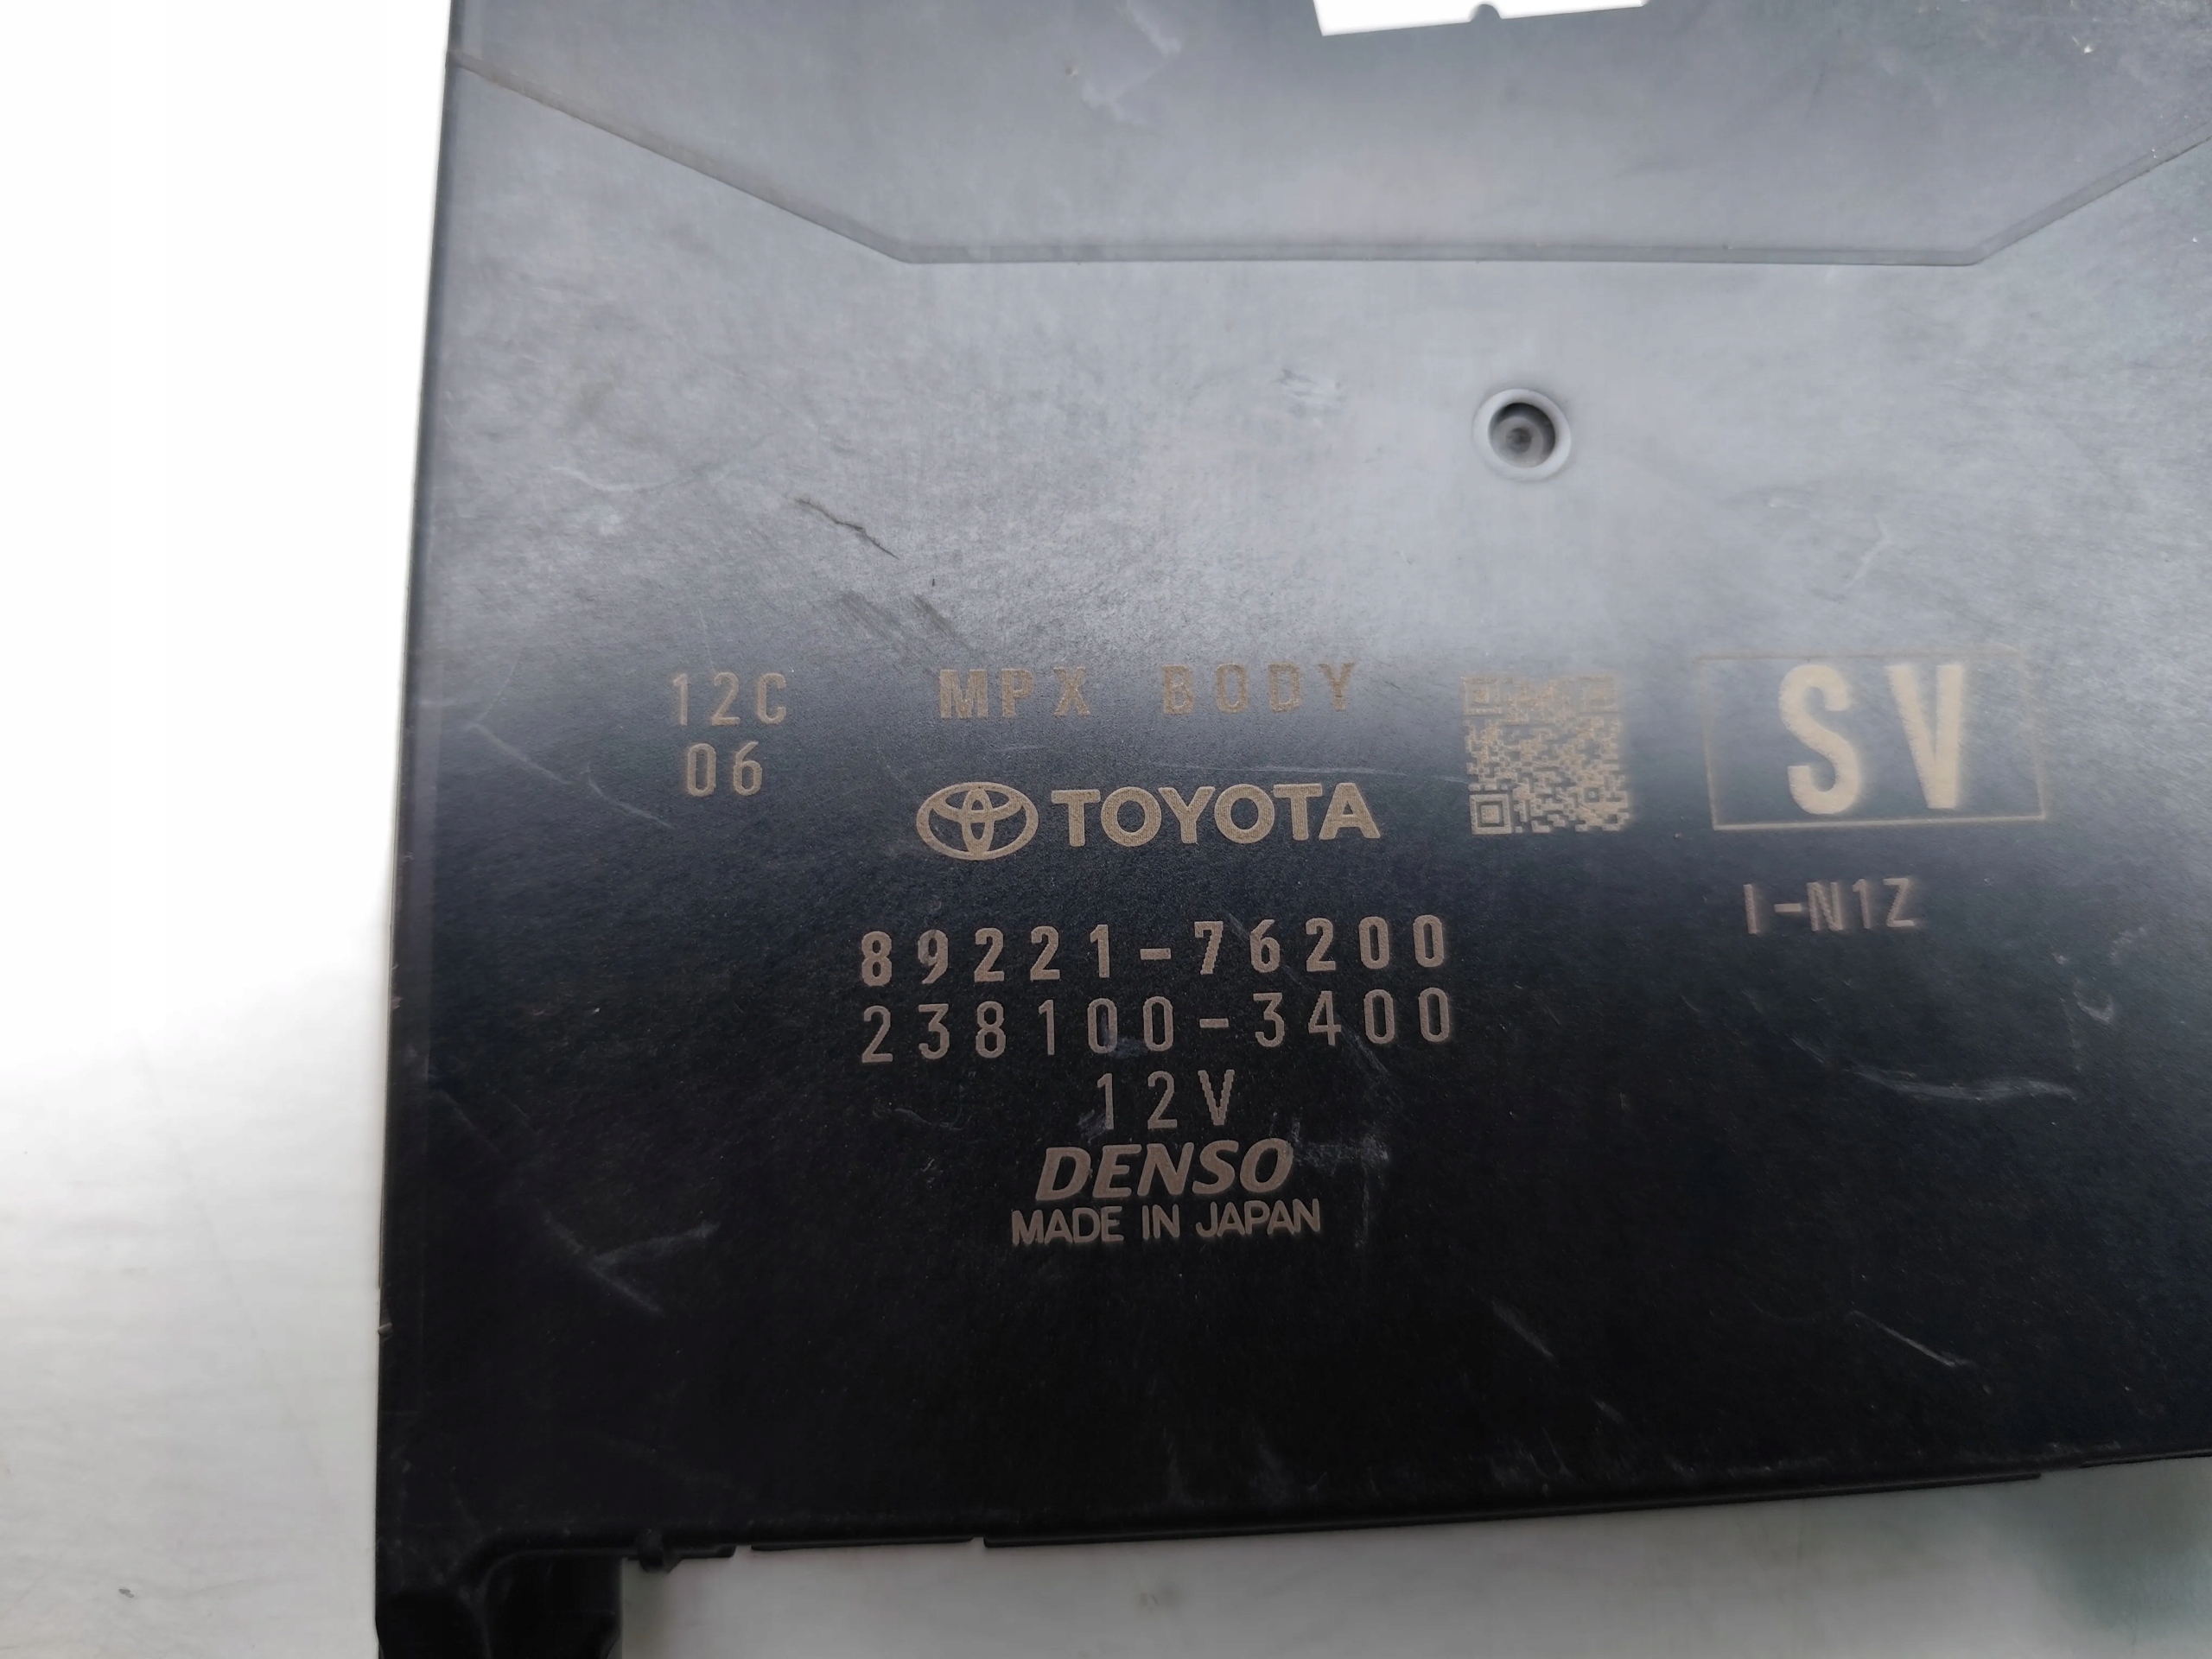 12C
06
MPX BODY
TOYOTA
SV
I-N1Z
89221-76200
238100-3400
12V
DENSO
MADE IN JAPAN